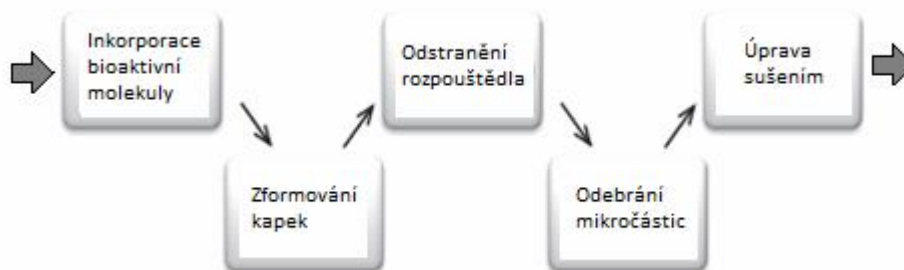 Inkorporace
bioaktivní
molekuly
Zformování
kapek
Odstranění
rozpouštědla
Odebrání
mikročástic
Úprava
sušením